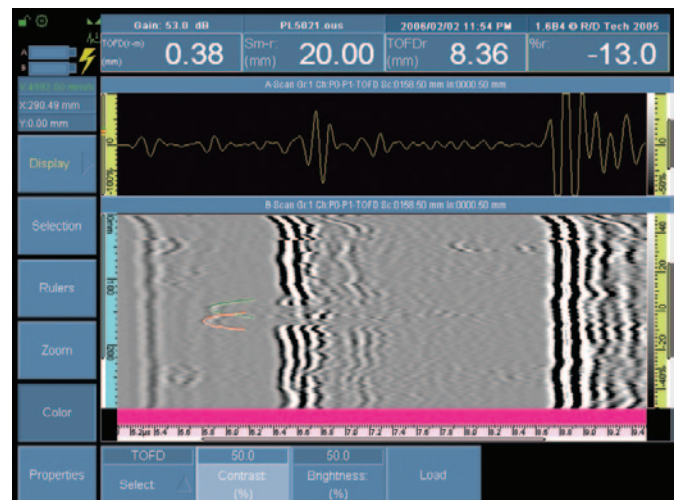 Gain: 53.0 dB PL5021.ous 2006/02/02 11:54 PM 1.6B4 © R/D Tech 2005
A
B
TOFD(r-m) (mm) 0.38 Sm-r: (mm) 20.00 TOFDr (mm) 8.36 %r: -13.0
X:290.49 mm
Y:0.00 mm
A-Scan Gr:1 Ch:P0-P1-TOFD Sc:0158.50 mm In:0000.50 mm
Display
-100% 0 -50% 0
B-Scan Gr:1 Ch:P0-P1-TOFD Sc:0158.50 mm In:0000.50 mm
Selection
Rulers
Zoom
Color
Properties
TOFD 50.0 50.0
Select Contrast: (%) Brightness: (%) Load